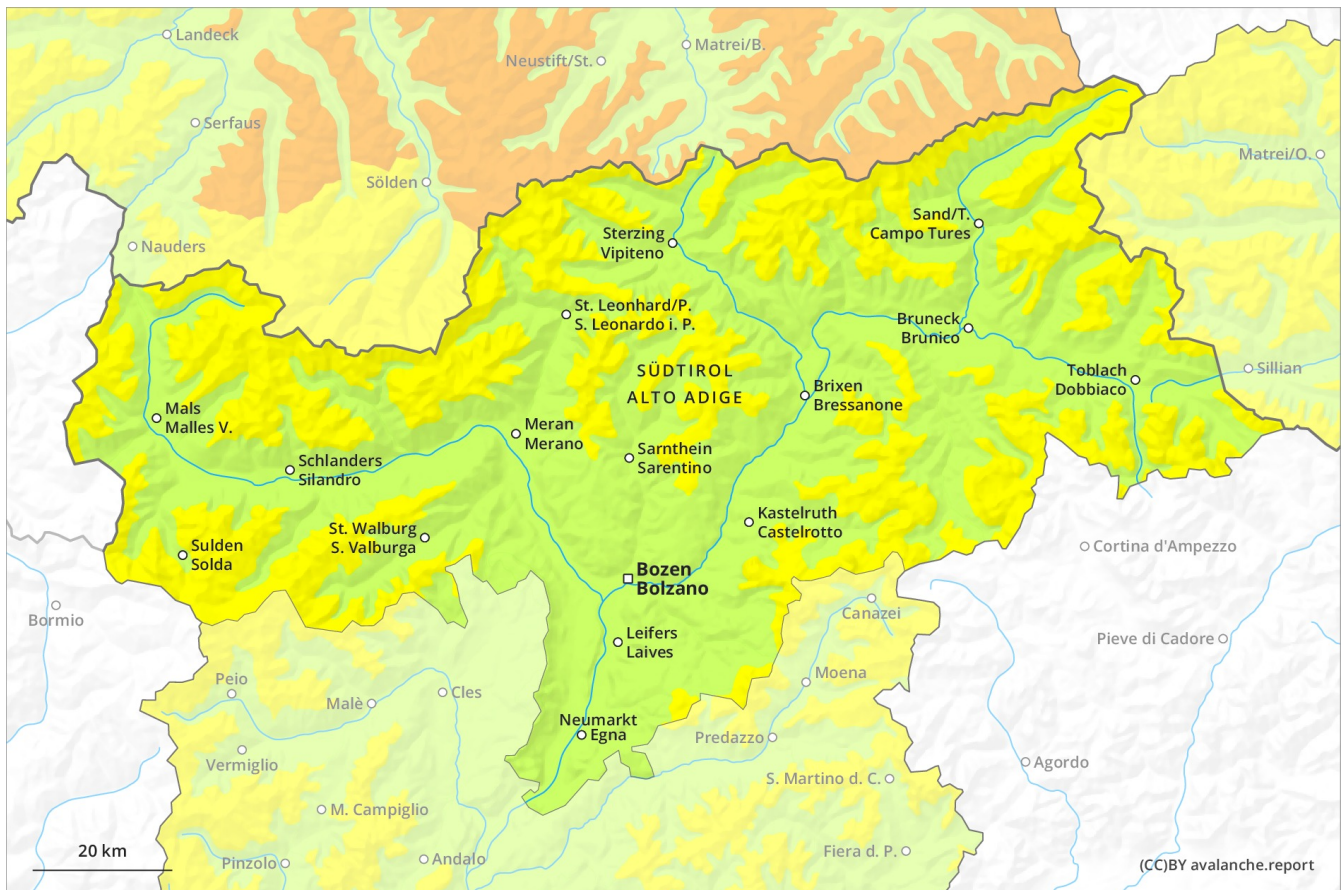 Landeck
Matrei/B.
Neustift/St.
Serfaus
Matrei/O.
Sölden
Sand/T.
Campo Tures
Sterzing
Vipiteno
Nauders
St. Leonhard/P.
S. Leonardo i. P.
Bruneck
Brunico
SÜDTIROL
ALTO ADIGE
Toblach
Dobbiaco
Sillian
Brixen
Bressanone
Mals
Malles V.
Meran
Merano
Sarnthein
Sarentino
Schlanders
Silandro
Kastelruth
Castelrotto
St. Walburg
S. Valburga
Sulden
Solda
Cortina d'Ampezzo
Bozen
Bolzano
Bormio
Canazei
Leifers
Laives
Pieve di Cadore
Peio
Moena
Malè
Cles
Neumarkt
Egna
Predazzo
Vermiglio
Agordo
S. Martino d. C.
M. Campiglio
20 km
Pinzolo
Andalo
Fiera d. P.
(CC)BY avalanche.report